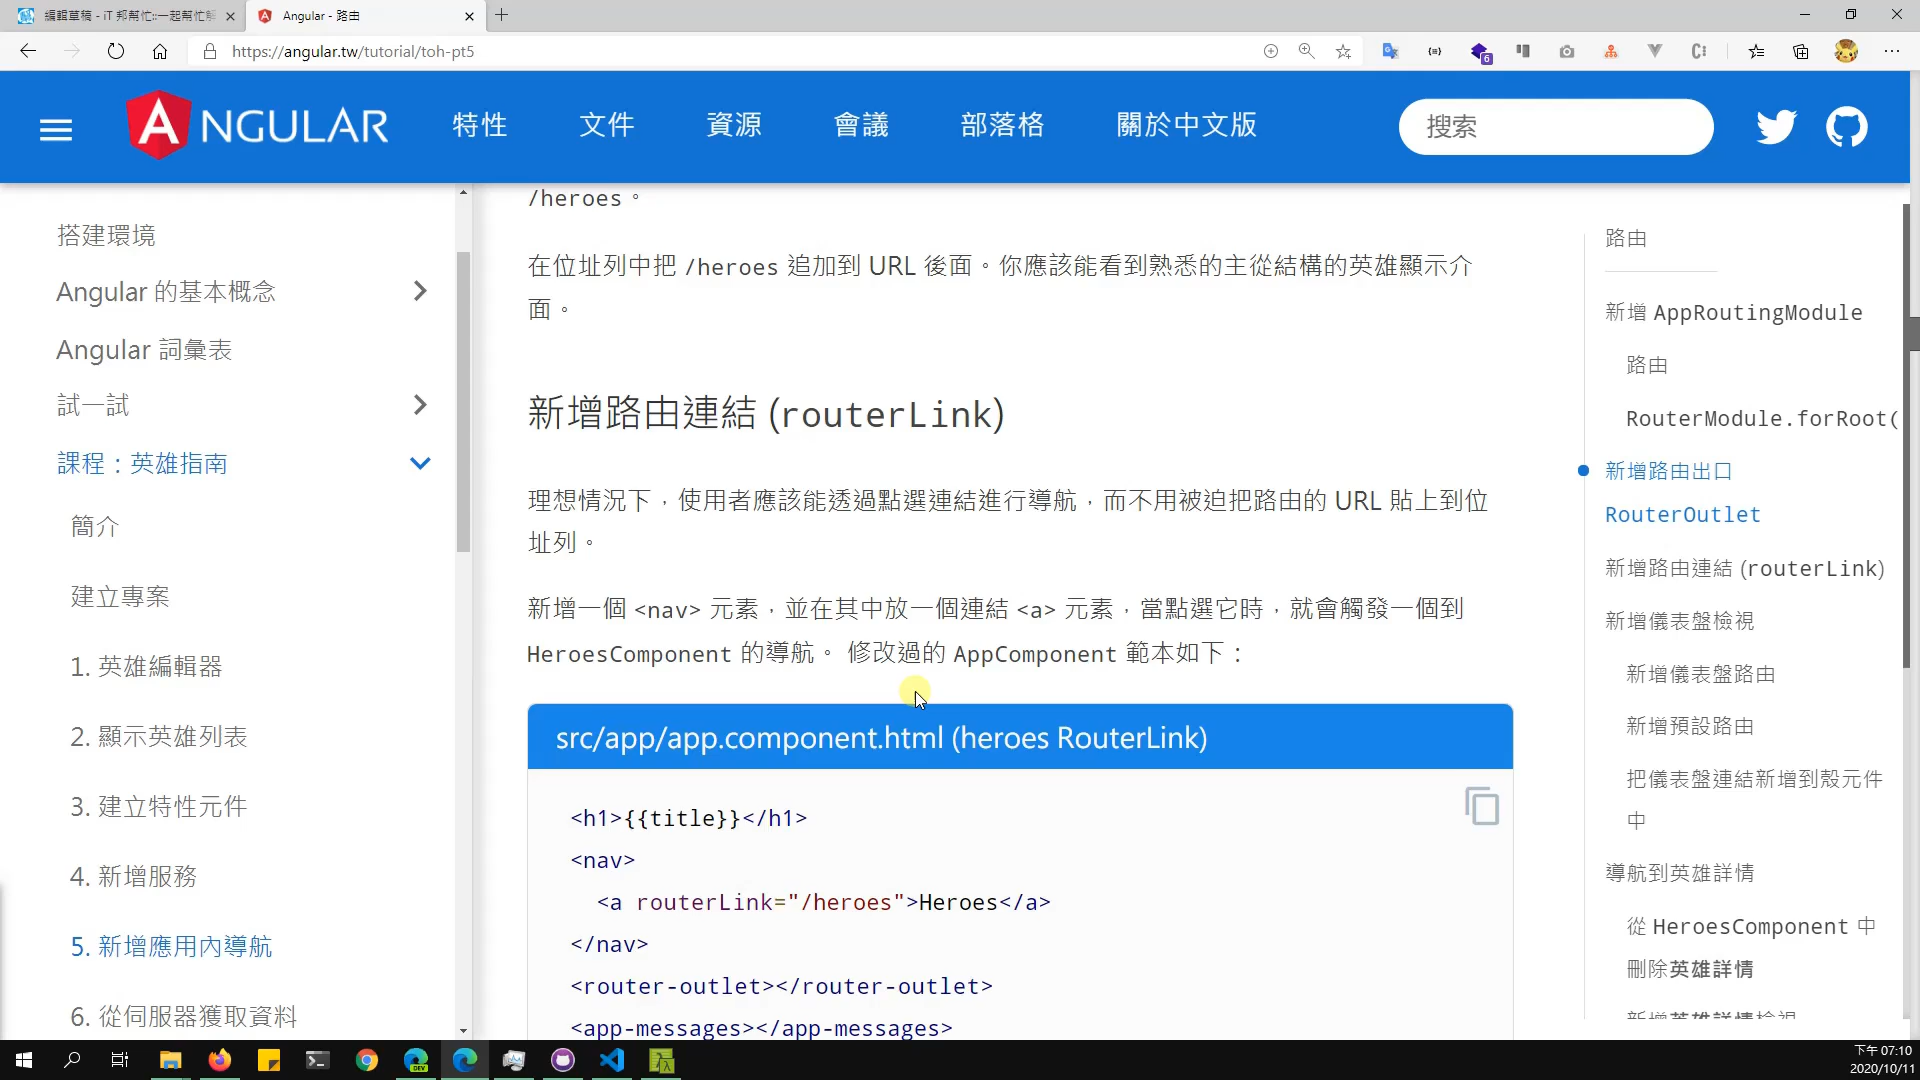 編輯草稿 - iT 邦幫忙::一起幫忙解
Angular - 路由
https://angular.tw/tutorial/toh-pt5
6
ANGULAR
特性
文件
資源
會議
部落格
關於中文版
搜索
搭建環境
Angular 的基本概念
Angular 詞彙表
試一試
課程：英雄指南
簡介
建立專案
1. 英雄編輯器
2. 顯示英雄列表
3. 建立特性元件
4. 新增服務
5. 新增應用內導航
6. 從伺服器獲取資料
/heroes。
在位址列中把 /heroes 追加到 URL 後面。你應該能看到熟悉的主從結構的英雄顯示介
面。
新增路由連結 (routerLink)
理想情況下，使用者應該能透過點選連結進行導航，而不用被迫把路由的 URL 貼上到位
址列。
新增一個 <nav> 元素，並在其中放一個連結 <a> 元素，當點選它時，就會觸發一個到
HeroesComponent 的導航。 修改過的 AppComponent 範本如下：
src/app/app.component.html (heroes RouterLink)
<h1>{{title}}</h1>
<nav>
<a routerLink="/heroes">Heroes</a>
</nav>
<router-outlet></router-outlet>
<app-messages></app-messages>
路由
新增 AppRoutingModule
路由
RouterModule.forRoot(
新增路由出口
RouterOutlet
新增路由連結 (routerLink)
新增儀表盤檢視
新增儀表盤路由
新增預設路由
把儀表盤連結新增到殼元件
中
導航到英雄詳情
從 HeroesComponent 中
刪除英雄詳情
新增英雄詳情檢視
DEV
下午 07:10
2020/10/11